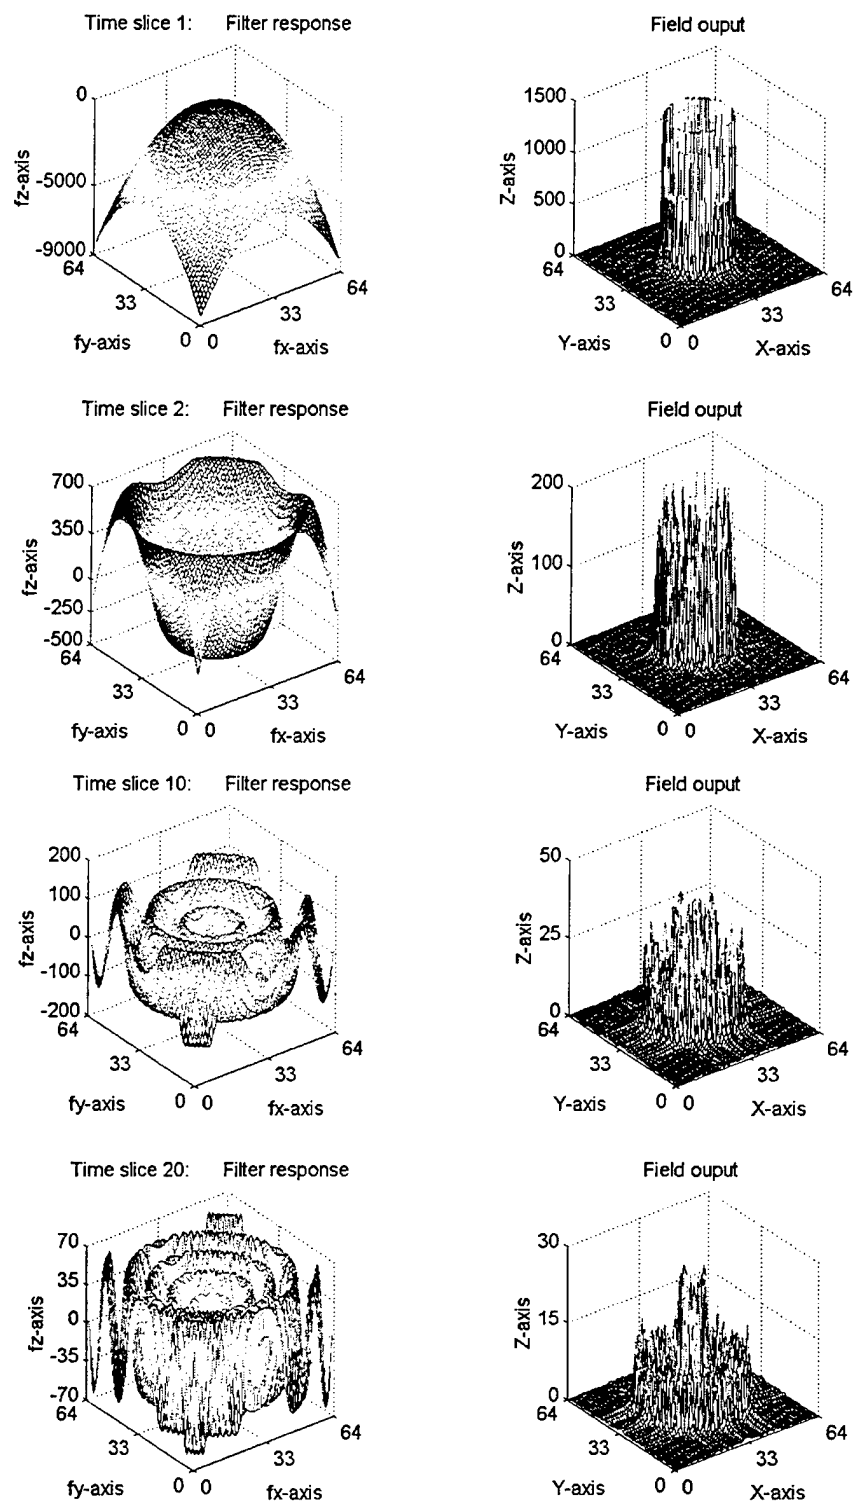 Time slice 1: Filter response
Field ouput
0
-5000
-9000
64
33
0
0
33
64
fz-axis
fy-axis
fx-axis
1500
1000
500
0
64
33
0
0
33
64
Z-axis
Y-axis
X-axis
Time slice 2: Filter response
Field ouput
700
350
0
-250
-500
64
33
0
0
33
64
fz-axis
fy-axis
fx-axis
200
100
0
64
33
0
0
33
64
Z-axis
Y-axis
X-axis
Time slice 10: Filter response
Field ouput
200
100
0
-100
-200
64
33
0
0
33
64
fz-axis
fy-axis
fx-axis
50
25
0
64
33
0
0
33
64
Z-axis
Y-axis
X-axis
Time slice 20: Filter response
Field ouput
70
35
0
-35
-70
64
33
0
0
33
64
fz-axis
fy-axis
fx-axis
30
15
0
64
33
0
0
33
64
Z-axis
Y-axis
X-axis